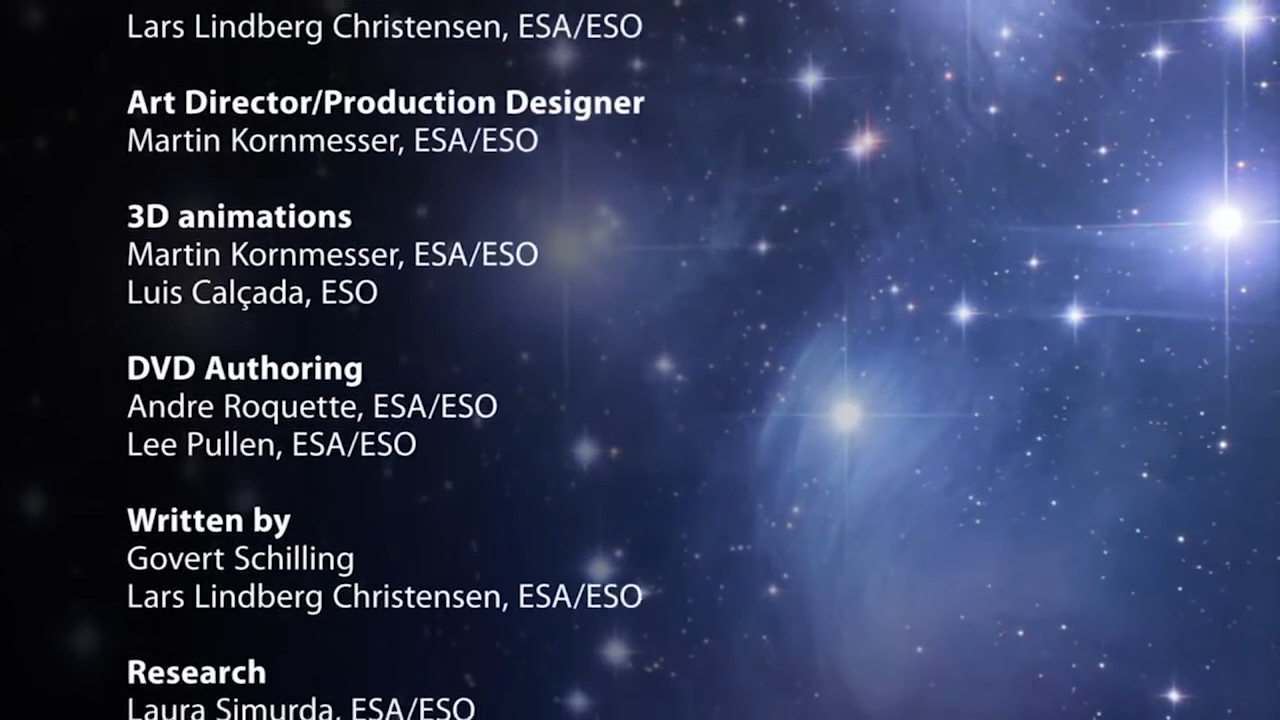 Lars Lindberg Christensen, ESA/ESO
Art Director/Production Designer
Martin Kornmesser, ESA/ESO
3D animations
Martin Kornmesser, ESA/ESO
Luis Calçada, ESO
DVD Authoring
Andre Roquette, ESA/ESO
Lee Pullen, ESA/ESO
Written by
Govert Schilling
Lars Lindberg Christensen, ESA/ESO
Research
Laura Simurda, ESA/ESO